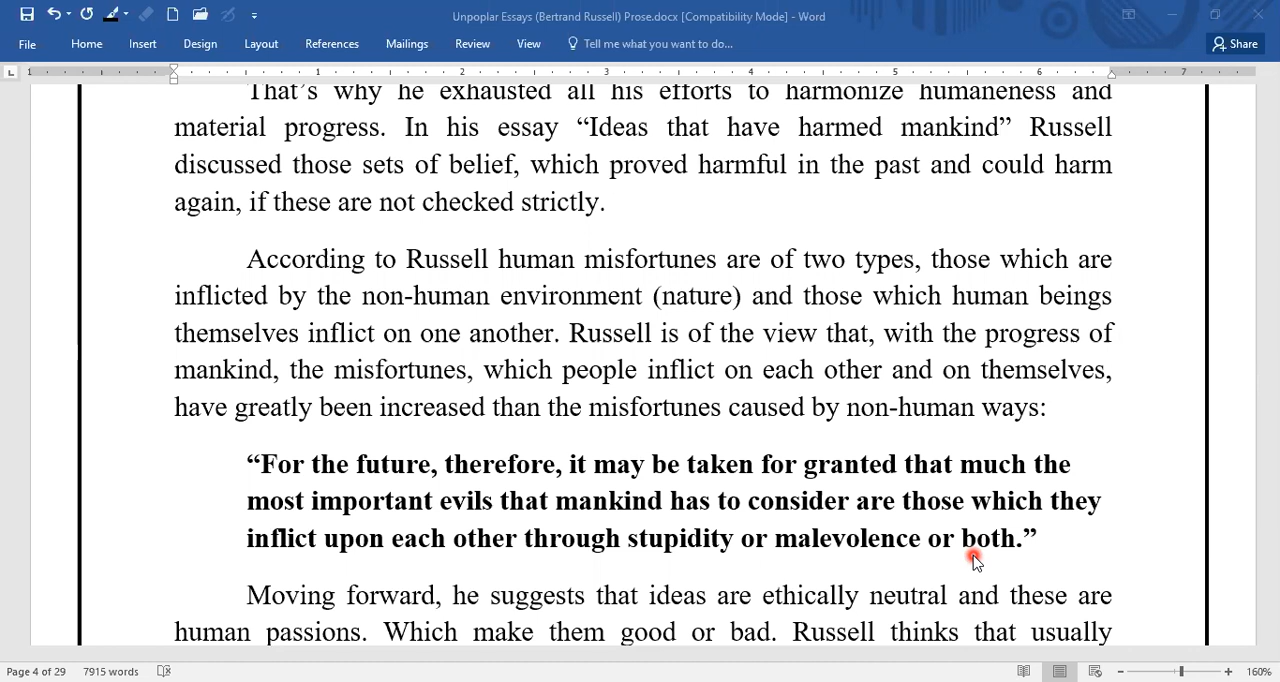 Unpoplar Essays (Bertrand Russell) Prose.docx [Compatibility Mode] - Word
File Home Insert Design Layout References Mailings Review View Tell me what you want to do... Share
1 1 2 3 4 5 6 7
That's why he exhausted all his efforts to harmonize humaneness and
material progress. In his essay “Ideas that have harmed mankind” Russell
discussed those sets of belief, which proved harmful in the past and could harm
again, if these are not checked strictly.
According to Russell human misfortunes are of two types, those which are
inflicted by the non-human environment (nature) and those which human beings
themselves inflict on one another. Russell is of the view that, with the progress of
mankind, the misfortunes, which people inflict on each other and on themselves,
have greatly been increased than the misfortunes caused by non-human ways:
“For the future, therefore, it may be taken for granted that much the
most important evils that mankind has to consider are those which they
inflict upon each other through stupidity or malevolence or both.”
Moving forward, he suggests that ideas are ethically neutral and these are
human passions. Which make them good or bad. Russell thinks that usually
Page 4 of 29 7915 words 160%